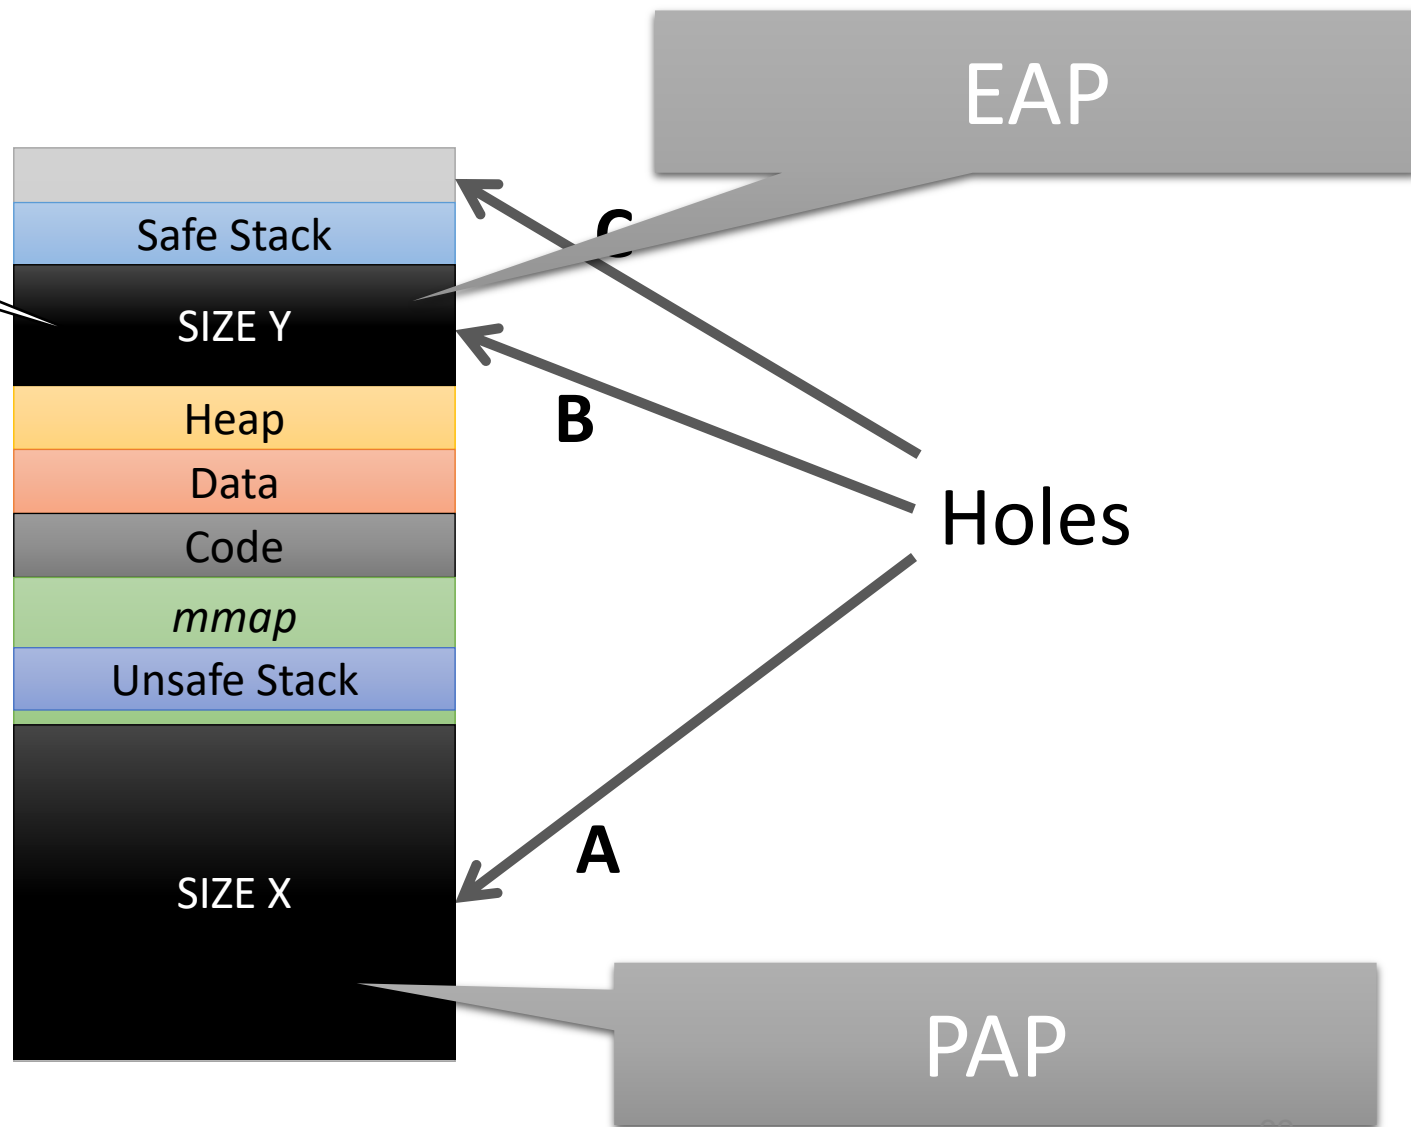 EAP
C
Safe Stack
SIZE Y
B
Heap
Data
Holes
Code
mmap
Unsafe Stack
A
SIZE X
PAP